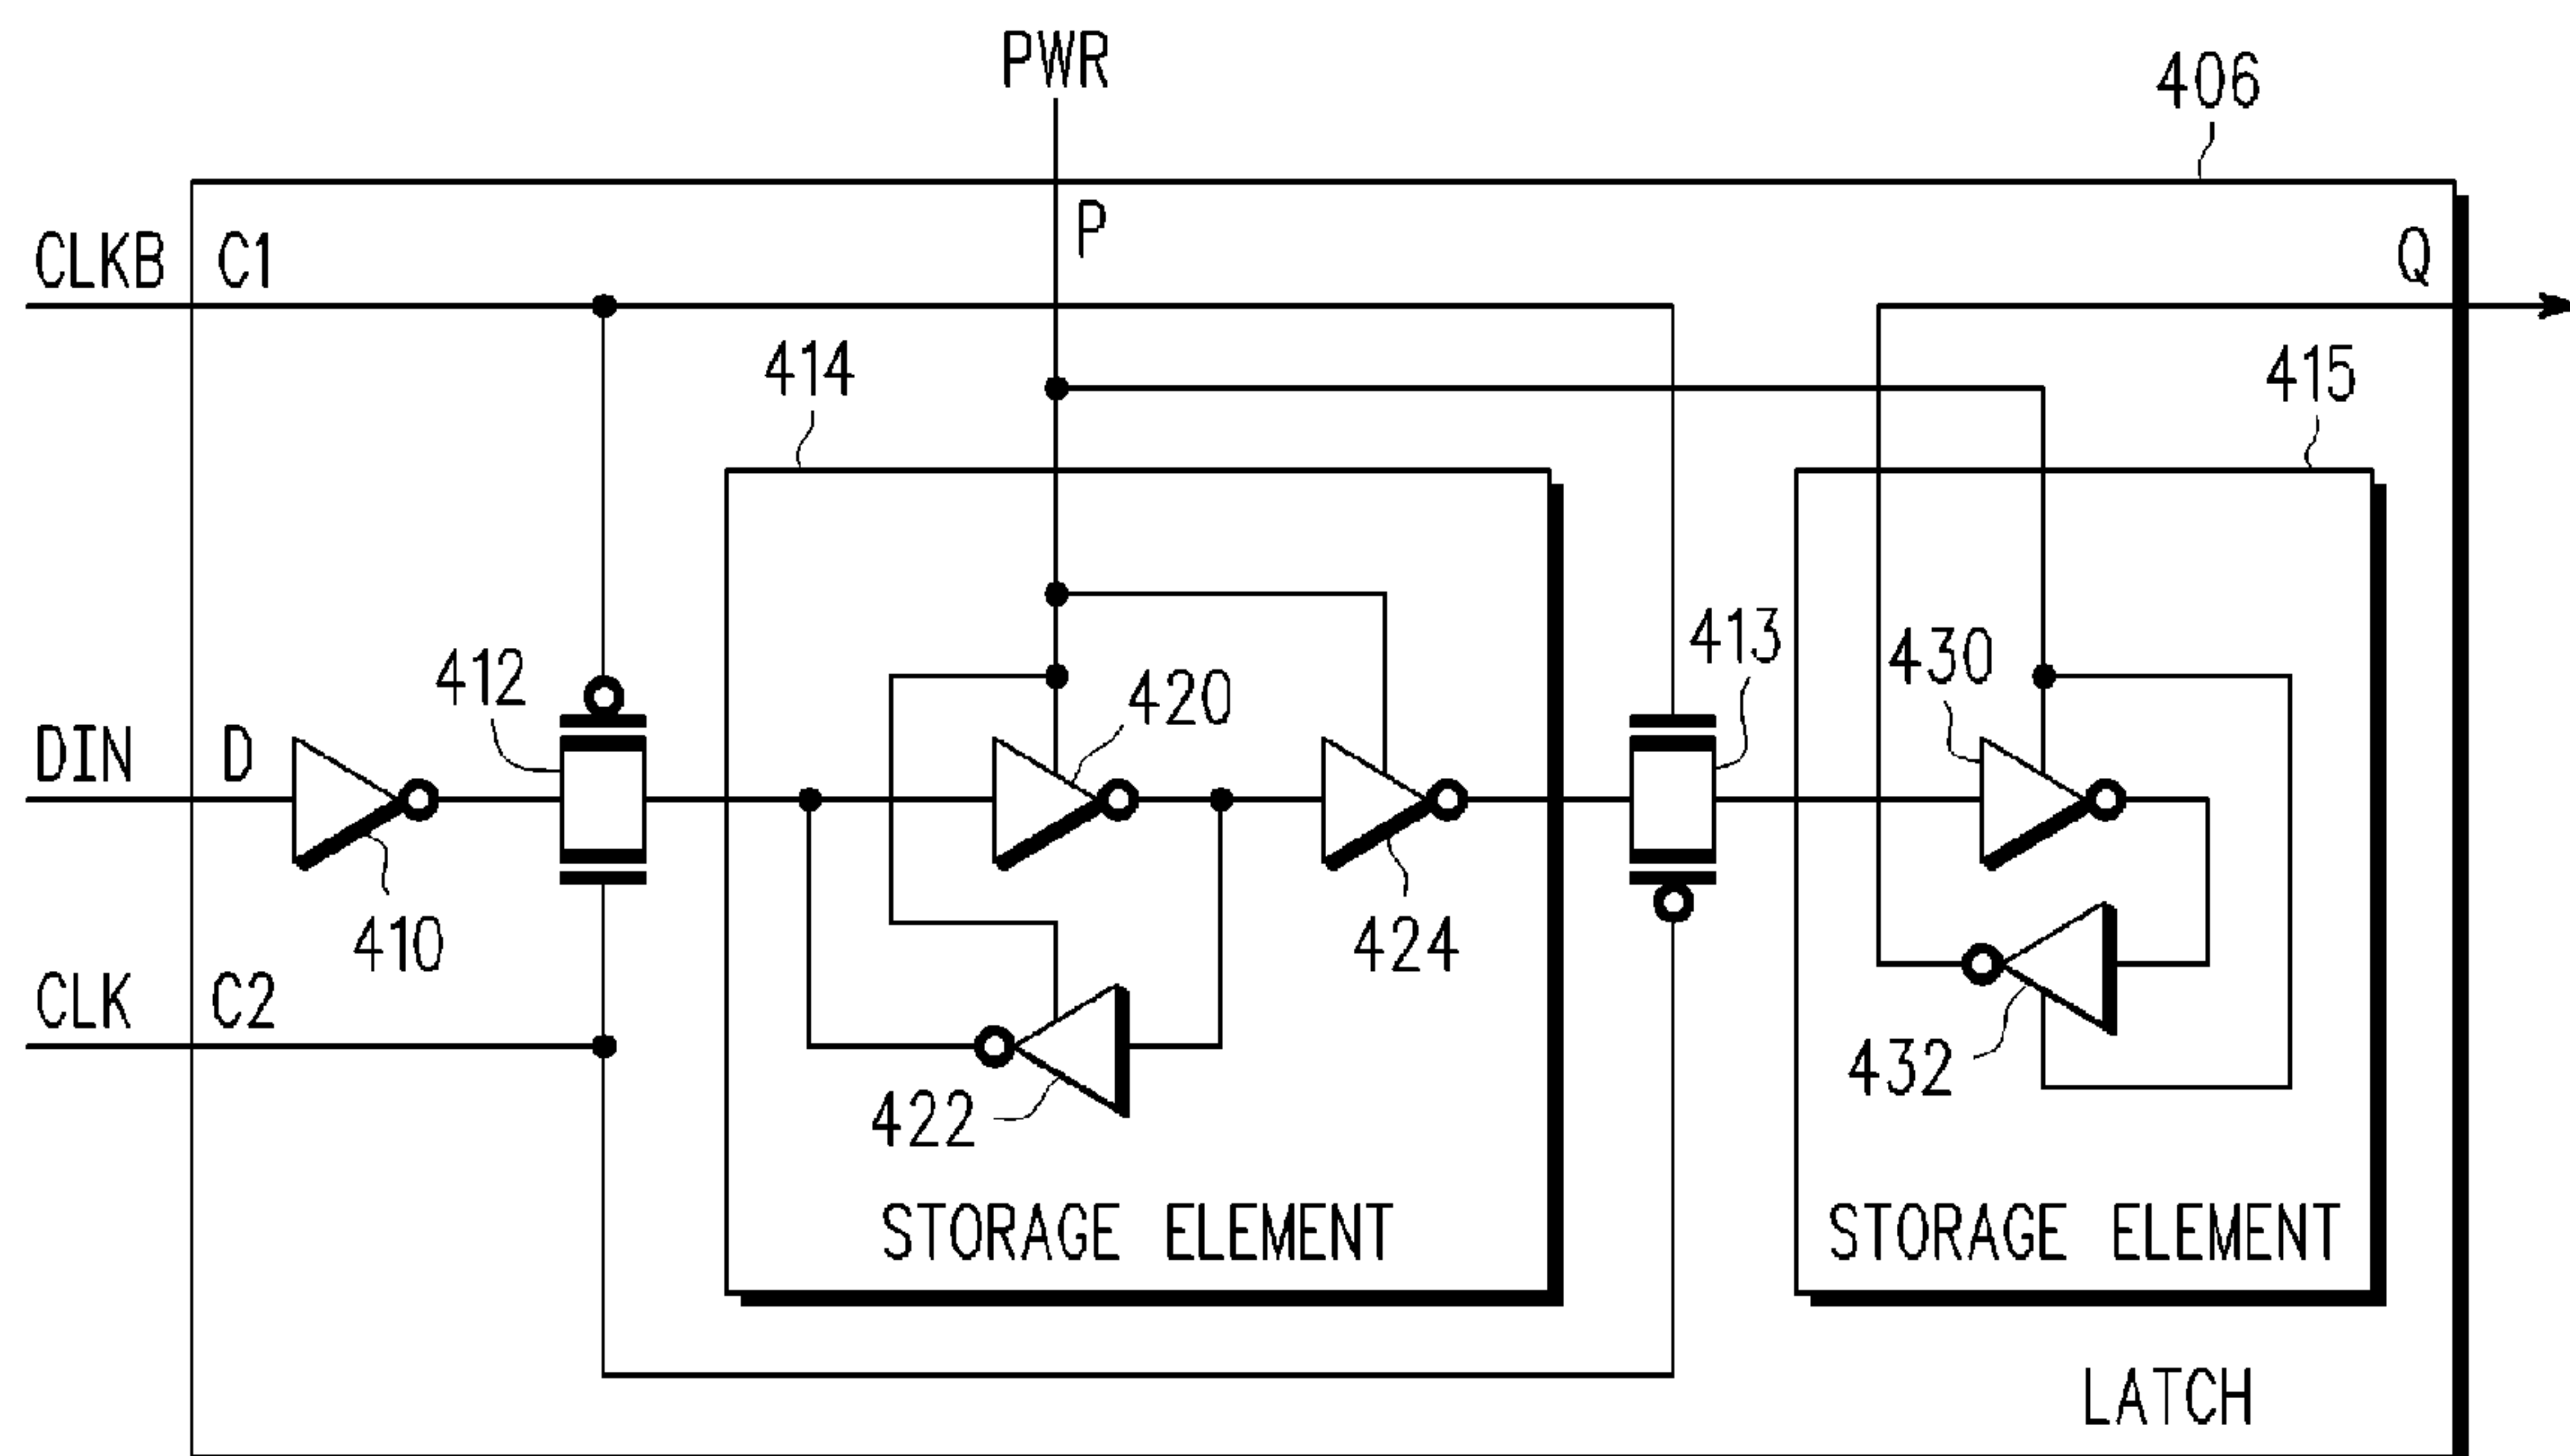 PWR
406
P
CLKB C1
Q
414
415
412
420
413
430
DIN D
410
424
CLK C2
422
432
STORAGE ELEMENT
STORAGE ELEMENT
LATCH